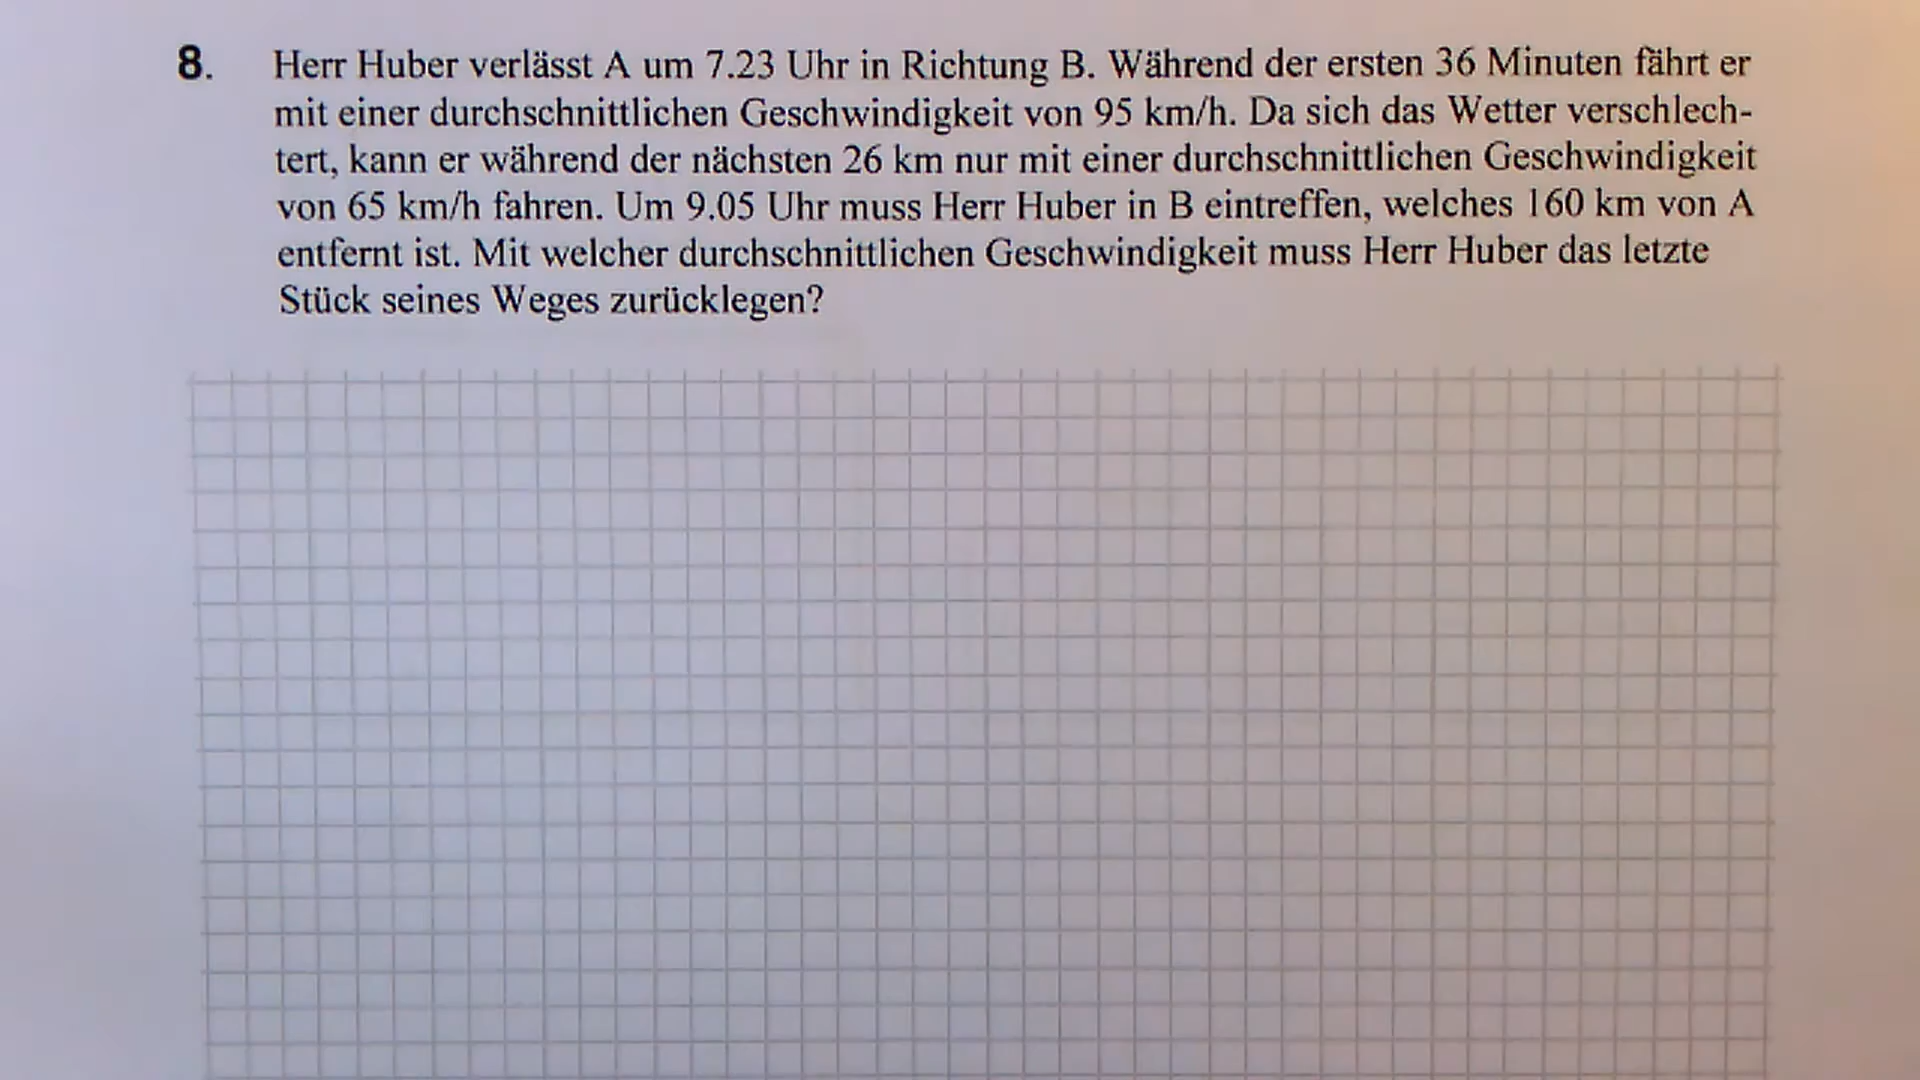 8. Herr Huber verlässt A um 7.23 Uhr in Richtung B. Während der ersten 36 Minuten fährt er
mit einer durchschnittlichen Geschwindigkeit von 95 km/h. Da sich das Wetter verschlech-
tert, kann er während der nächsten 26 km nur mit einer durchschnittlichen Geschwindigkeit
von 65 km/h fahren. Um 9.05 Uhr muss Herr Huber in B eintreffen, welches 160 km von A
entfernt ist. Mit welcher durchschnittlichen Geschwindigkeit muss Herr Huber das letzte
Stück seines Weges zurücklegen?